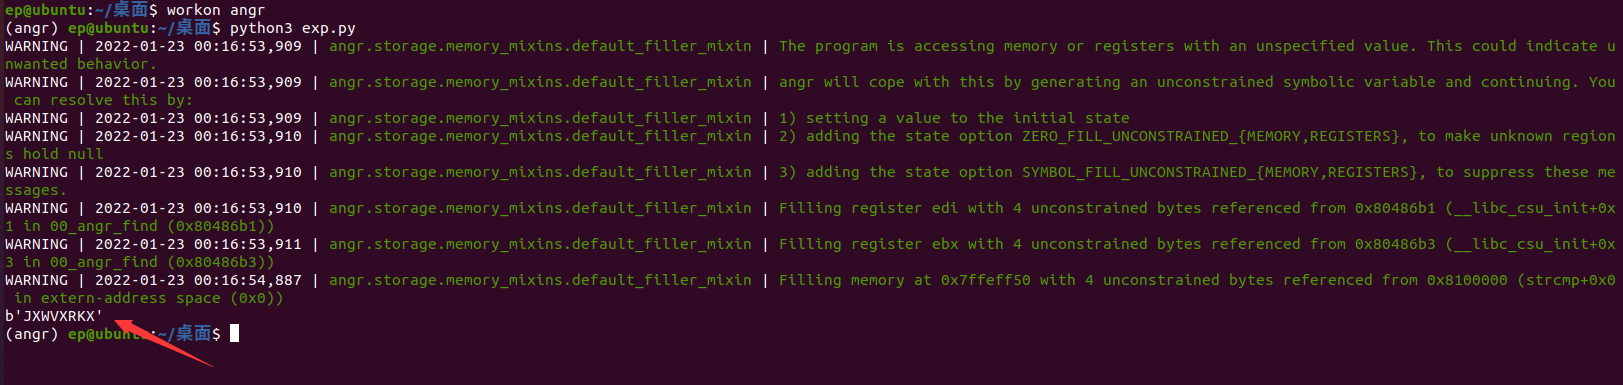 ep@ubuntu:~/桌面$ workon angr
(angr) ep@ubuntu:~/桌面$ python3 exp.py
WARNING | 2022-01-23 00:16:53,909 | angr.storage.memory_mixins.default_filler_mixin | The program is accessing memory or registers with an unspecified value. This could indicate u
nwanted behavior.
WARNING | 2022-01-23 00:16:53,909 | angr.storage.memory_mixins.default_filler_mixin | angr will cope with this by generating an unconstrained symbolic variable and continuing. You
 can resolve this by:
WARNING | 2022-01-23 00:16:53,909 | angr.storage.memory_mixins.default_filler_mixin | 1) setting a value to the initial state
WARNING | 2022-01-23 00:16:53,910 | angr.storage.memory_mixins.default_filler_mixin | 2) adding the state option ZERO_FILL_UNCONSTRAINED_{MEMORY,REGISTERS}, to make unknown region
s hold null
WARNING | 2022-01-23 00:16:53,910 | angr.storage.memory_mixins.default_filler_mixin | 3) adding the state option SYMBOL_FILL_UNCONSTRAINED_{MEMORY,REGISTERS}, to suppress these me
ssages.
WARNING | 2022-01-23 00:16:53,910 | angr.storage.memory_mixins.default_filler_mixin | Filling register edi with 4 unconstrained bytes referenced from 0x80486b1 (__libc_csu_init+0x
1 in 00_angr_find (0x80486b1))
WARNING | 2022-01-23 00:16:53,911 | angr.storage.memory_mixins.default_filler_mixin | Filling register ebx with 4 unconstrained bytes referenced from 0x80486b3 (__libc_csu_init+0x
3 in 00_angr_find (0x80486b3))
WARNING | 2022-01-23 00:16:54,887 | angr.storage.memory_mixins.default_filler_mixin | Filling memory at 0x7ffeff50 with 4 unconstrained bytes referenced from 0x8100000 (strcmp+0x0
 in extern-address space (0x0))
b'JXWVXRKX'
(angr) ep@ubuntu:~/桌面$